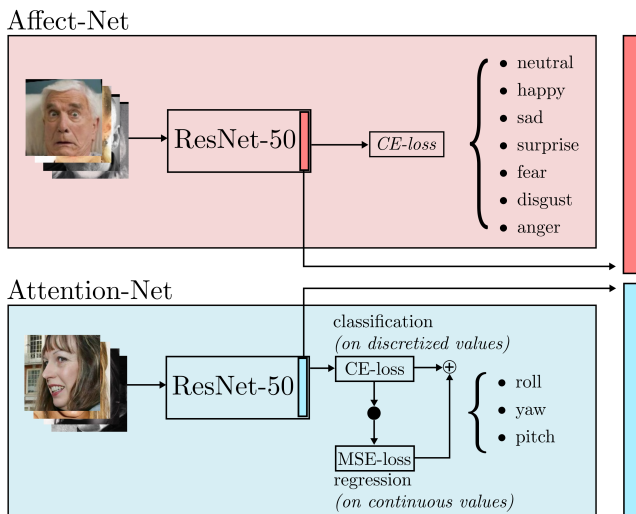 Affect-Net
ResNet-50
CE-loss
• neutral
• happy
• sad
• surprise
• fear
• disgust
• anger
Attention-Net
classification
(on discretized values)
ResNet-50
CE-loss
• roll
• yaw
• pitch
MSE-loss
regression
(on continuous values)